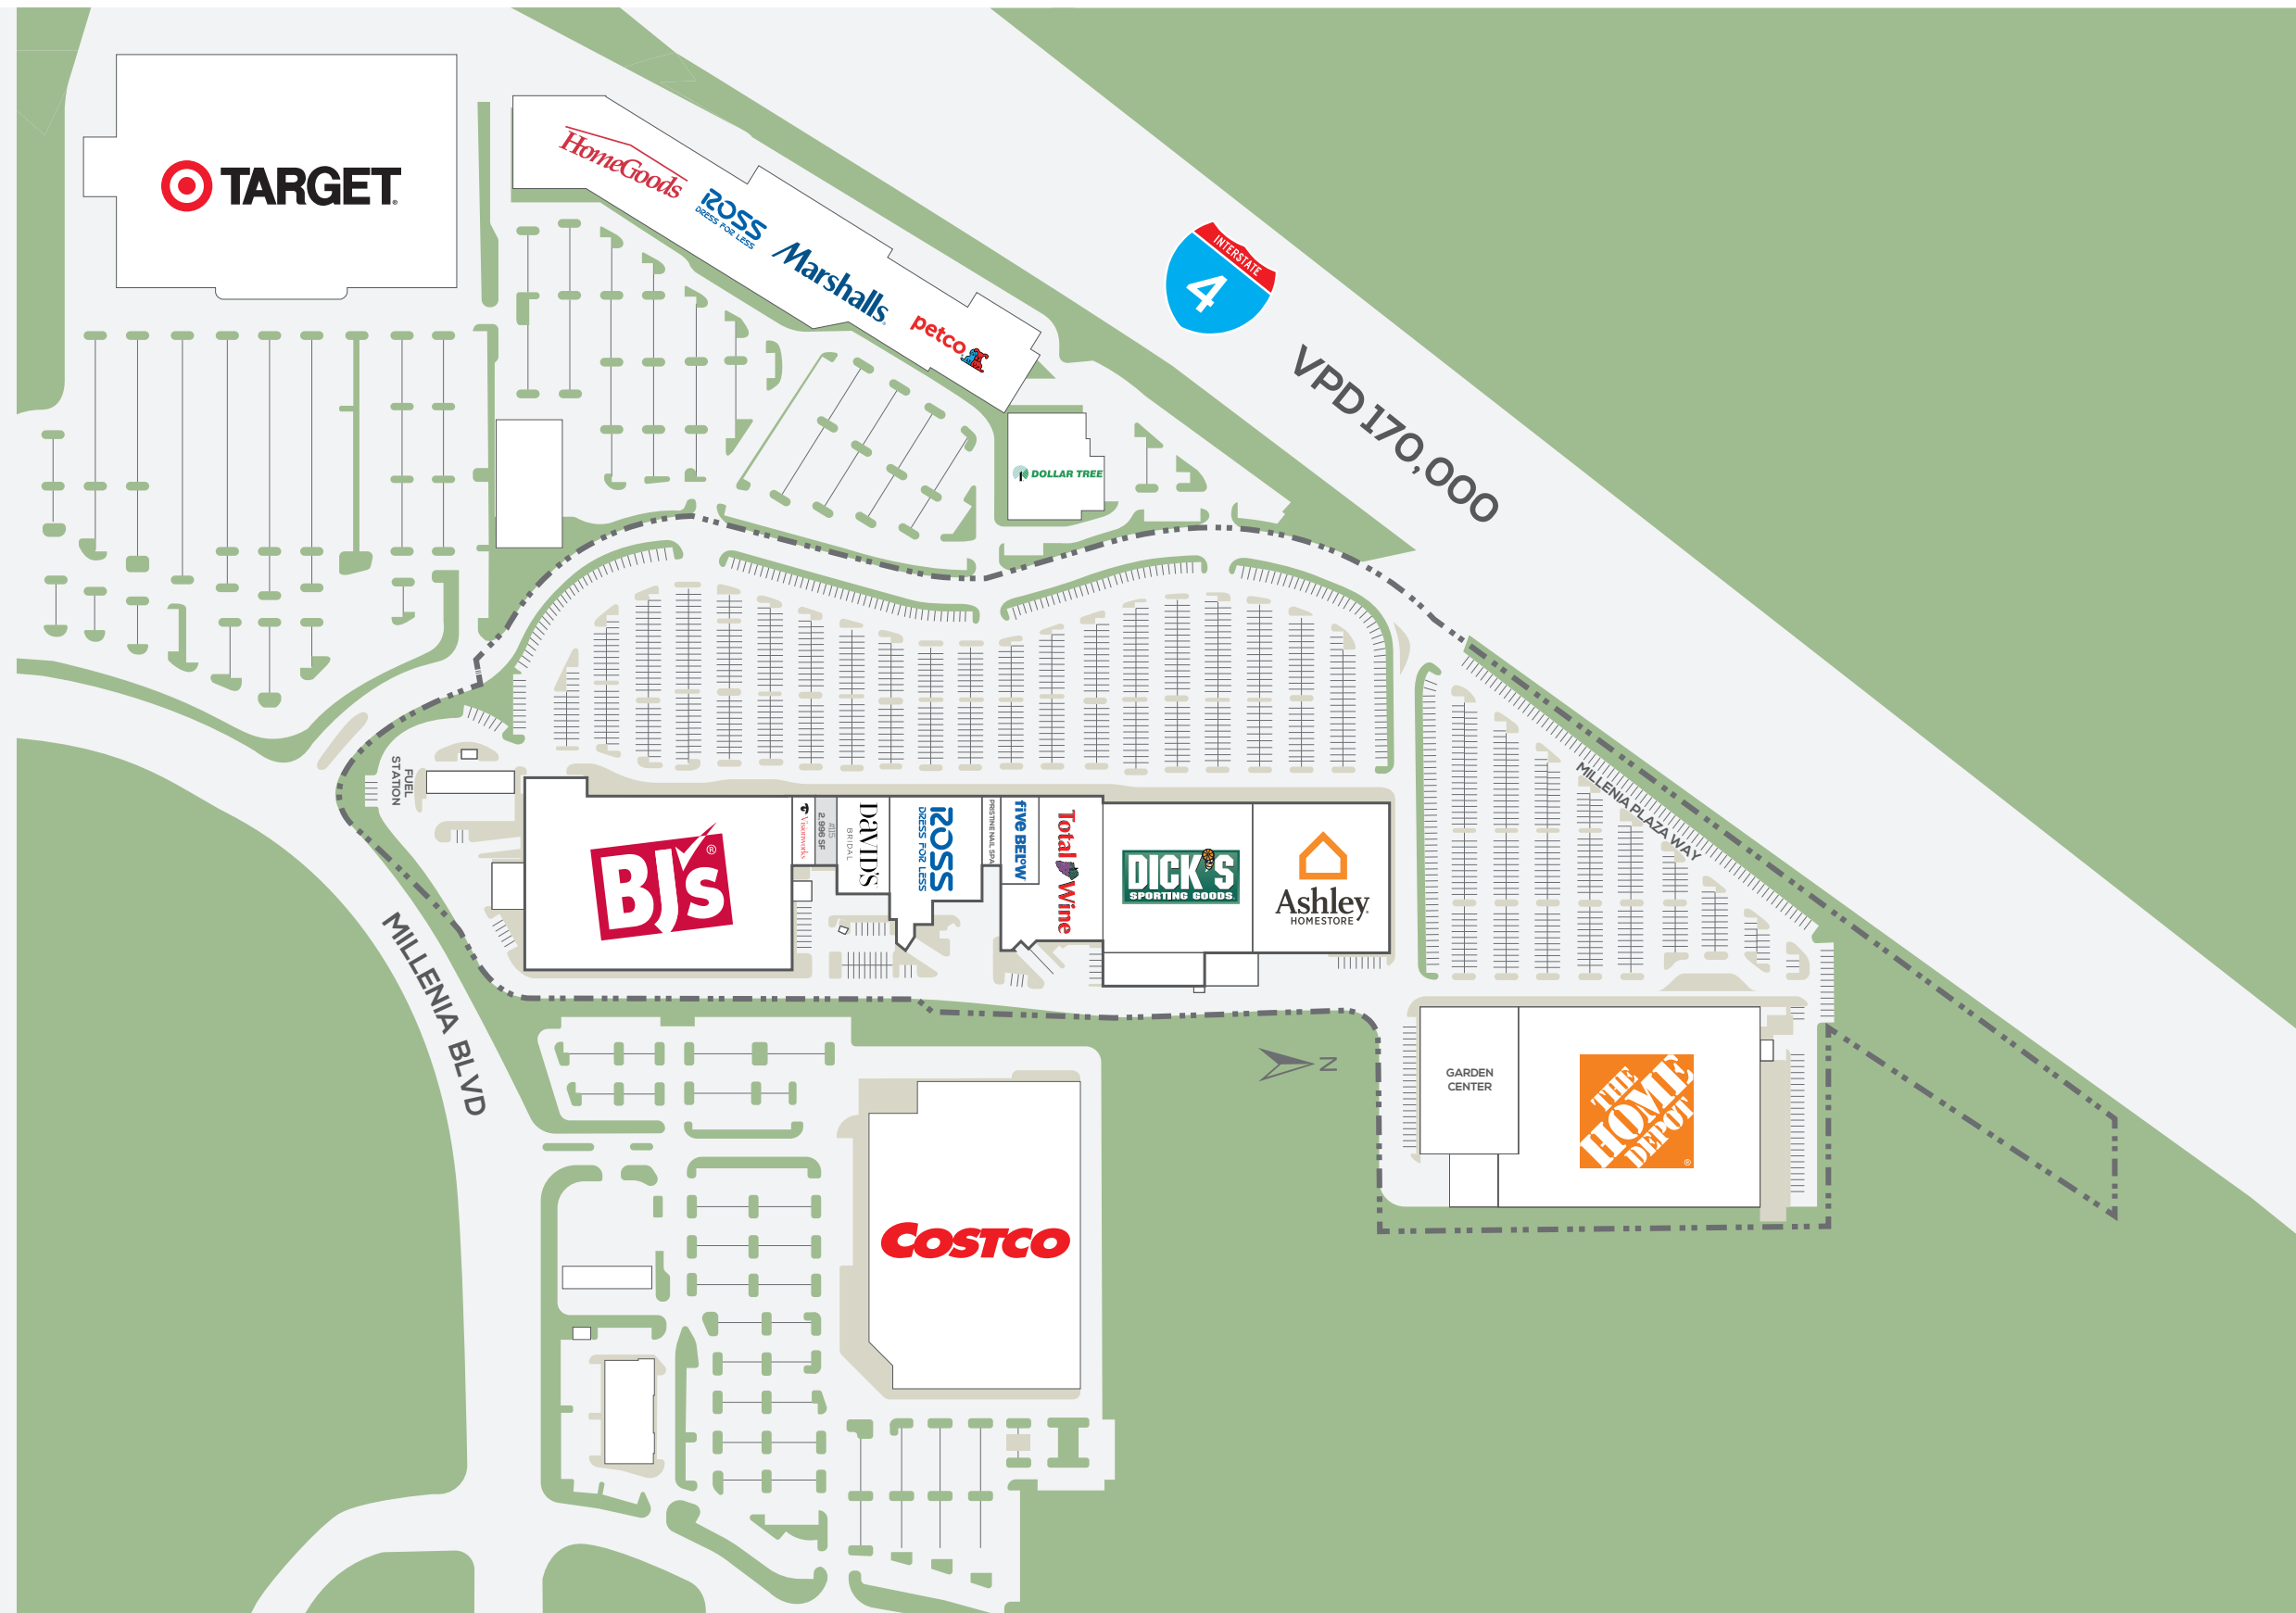 TARGET
HomeGoods
ROSS
DRESS FOR LESS
Marshalls
petco
DOLLAR TREE
INTERSTATE
4
VPD 170,000
MILLENIA PLAZA WAY
FUEL
STATION
BJ's
Visionworks
#115
2,996 SF
DAVID'S
BRIDAL
ROSS
DRESS FOR LESS
PRISTINE NAIL SPA
five BELOW
Total Wine
DICK'S
SPORTING GOODS
Ashley
HOMESTORE
MILLENIA BLVD
N
GARDEN
CENTER
THE
HOME
DEPOT
COSTCO